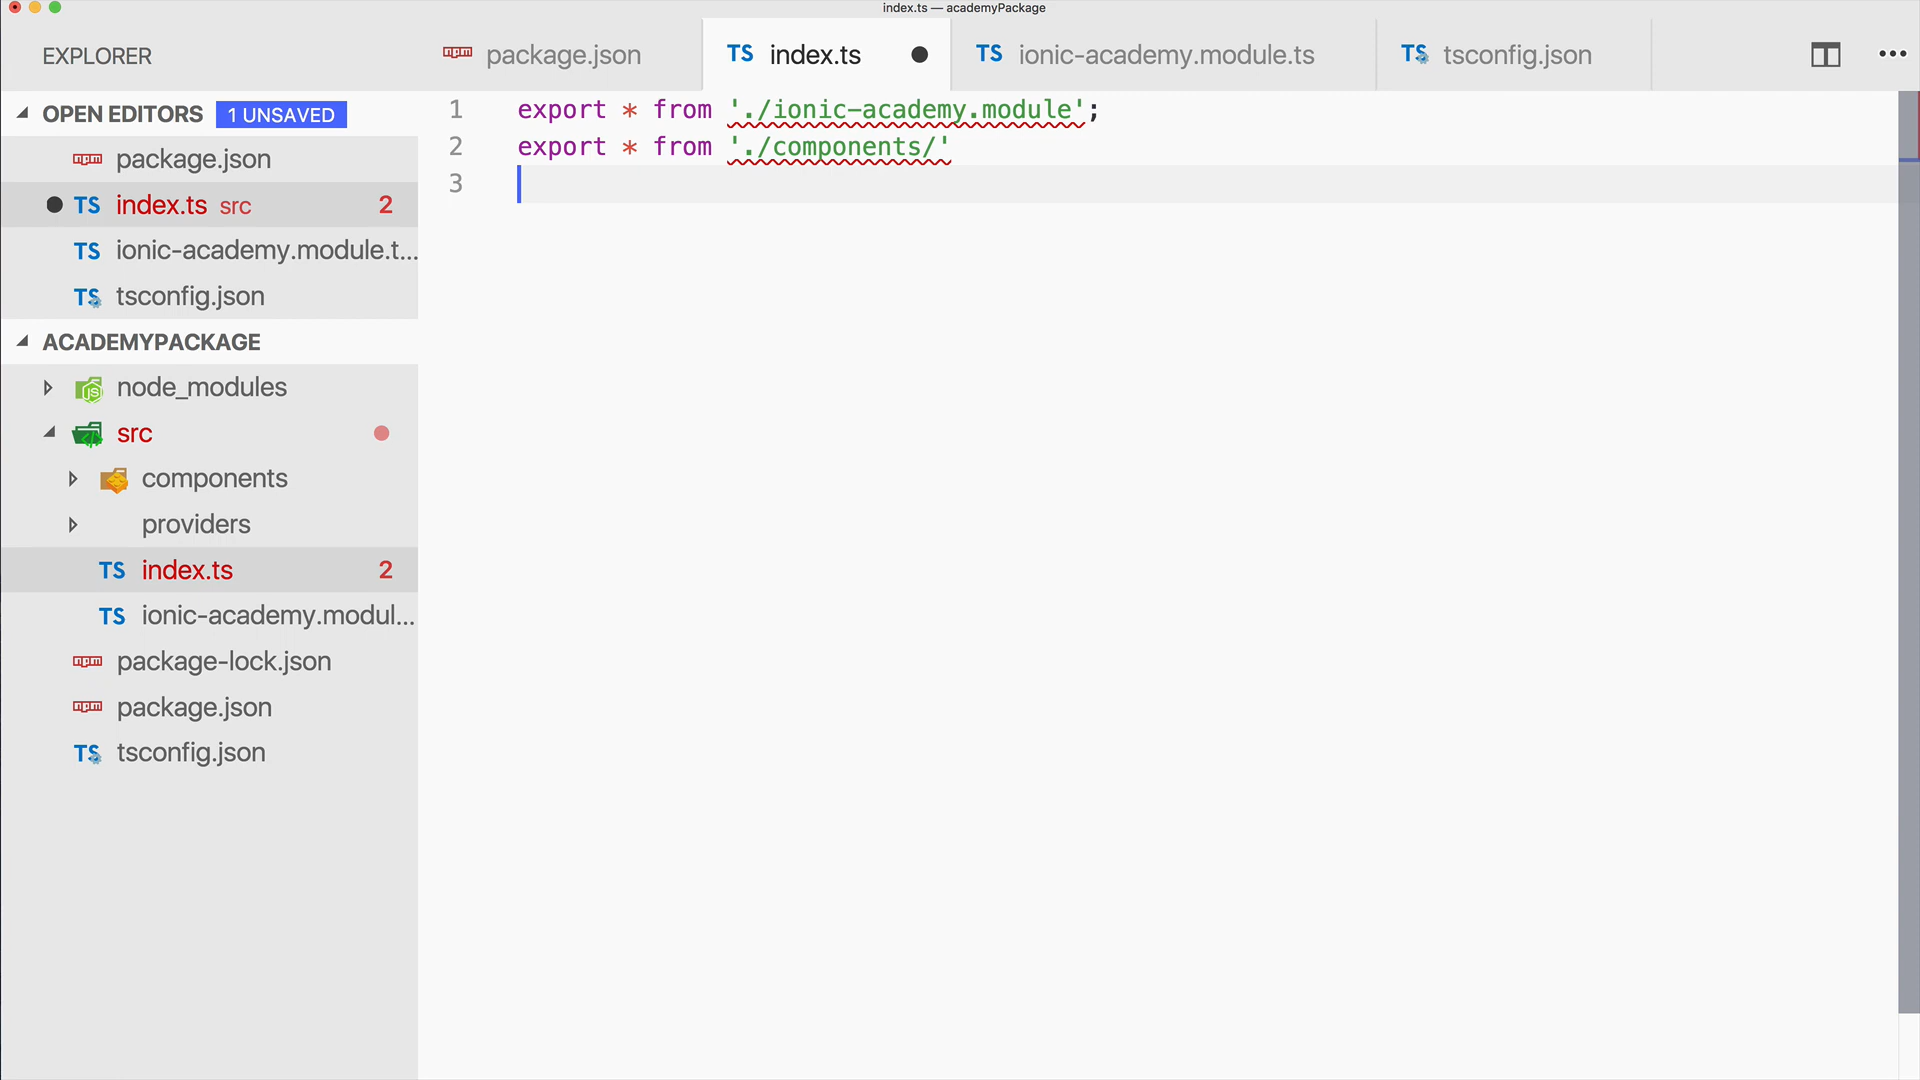 index.ts — academyPackage
EXPLORER
package.json
TS index.ts
TS ionic-academy.module.ts
TS tsconfig.json
OPEN EDITORS 1 UNSAVED
package.json
TS index.ts src 2
TS ionic-academy.module.t...
TS tsconfig.json
ACADEMYPACKAGE
node_modules
src
components
providers
TS index.ts 2
TS ionic-academy.modul...
package-lock.json
package.json
TS tsconfig.json
1 export * from './ionic-academy.module';
2 export * from './components/'
3